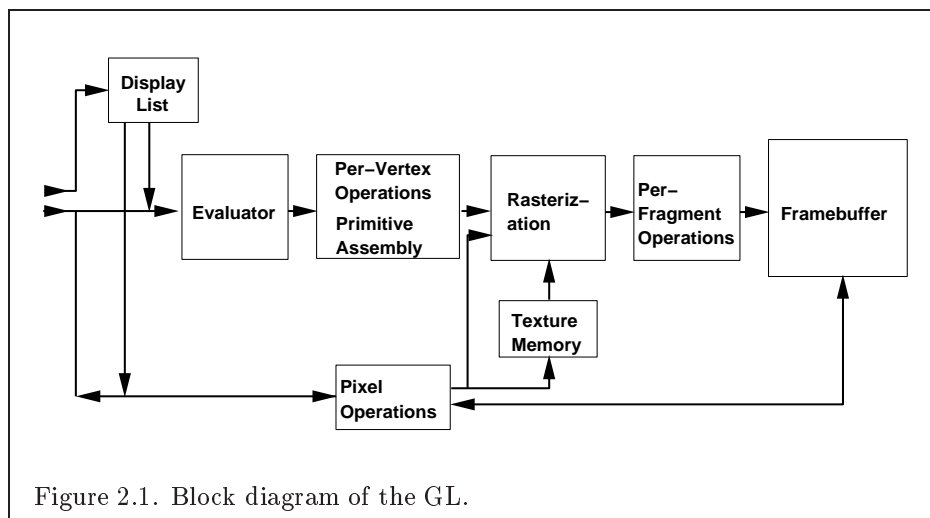 Display
List
Evaluator
Per–Vertex
Operations
Primitive
Assembly
Rasteriz–
ation
Per–
Fragment
Operations
Framebuffer
Texture
Memory
Pixel
Operations
Figure 2.1. Block diagram of the GL.